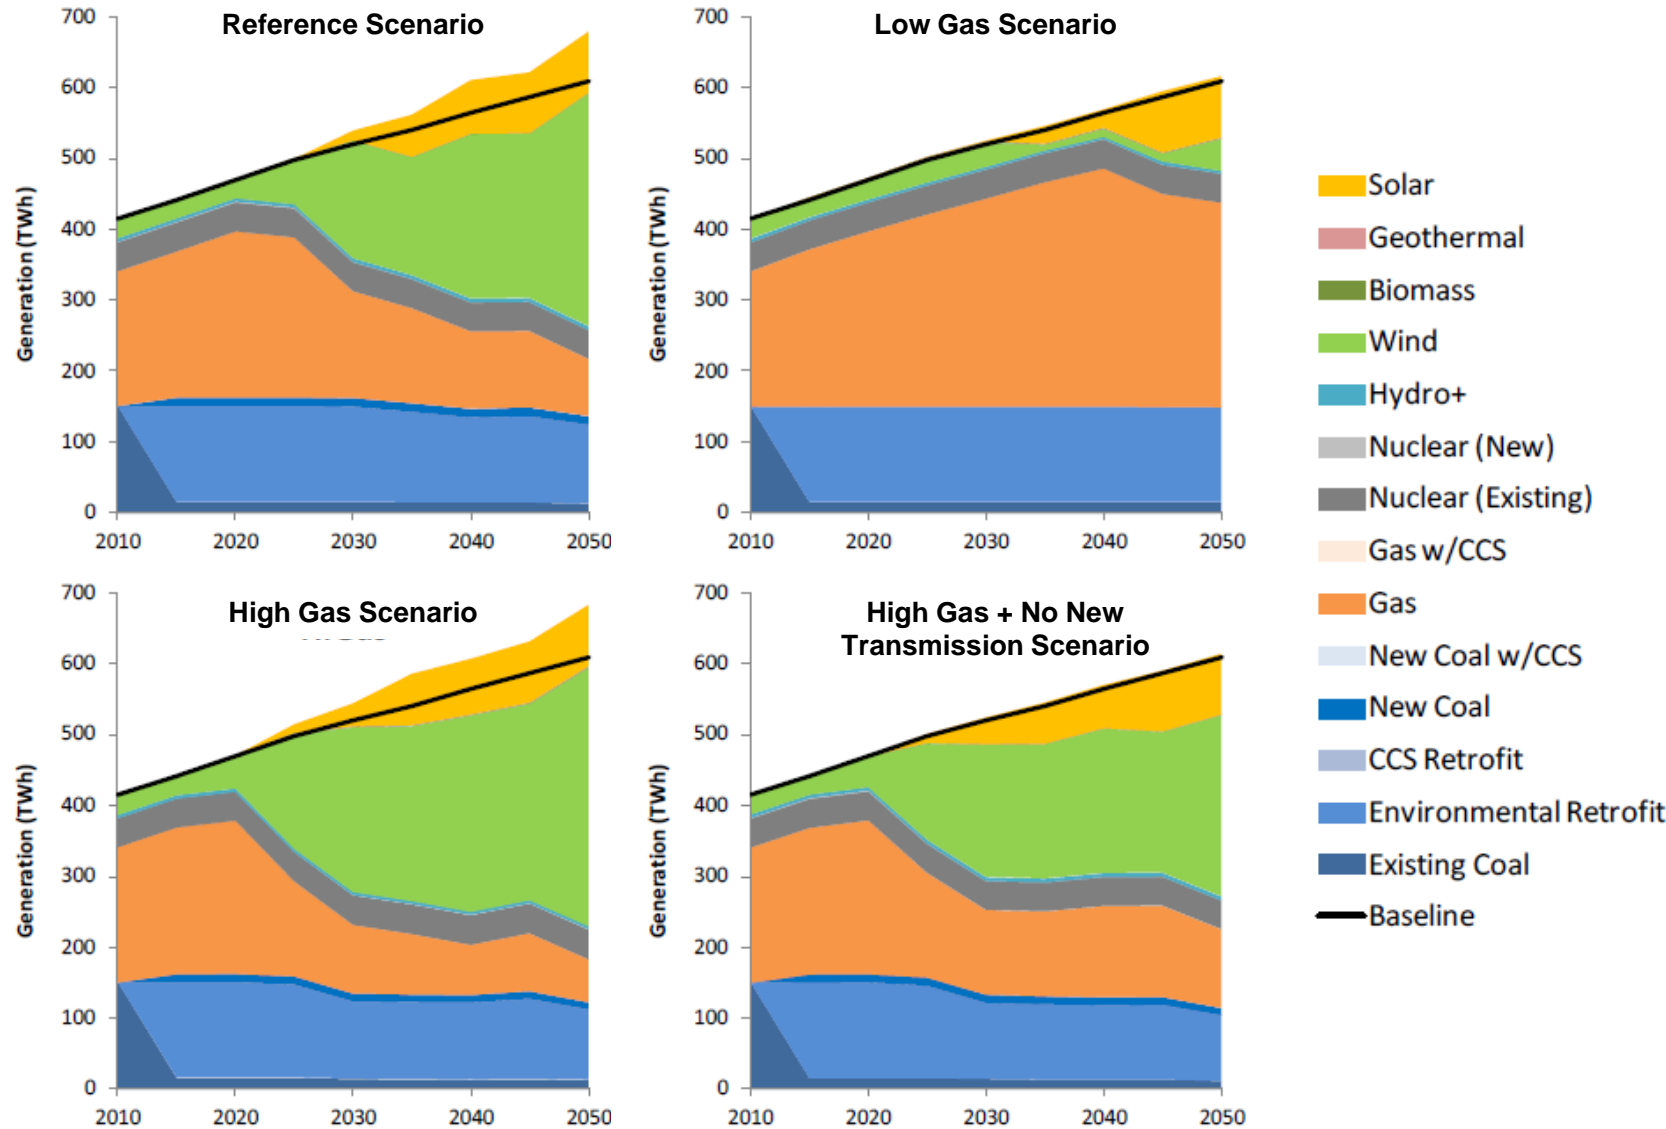 Reference Scenario
700
600
500
400
300
200
100
0
Generation (TWh)
2010 2020 2030 2040 2050
Low Gas Scenario
700
600
500
400
300
200
100
0
Generation (TWh)
2010 2020 2030 2040 2050
High Gas Scenario
700
600
500
400
300
200
100
0
Generation (TWh)
2010 2020 2030 2040 2050
High Gas + No New
Transmission Scenario
700
600
500
400
300
200
100
0
Generation (TWh)
2010 2020 2030 2040 2050
Solar
Geothermal
Biomass
Wind
Hydro+
Nuclear (New)
Nuclear (Existing)
Gas w/CCS
Gas
New Coal w/CCS
New Coal
CCS Retrofit
Environmental Retrofit
Existing Coal
Baseline